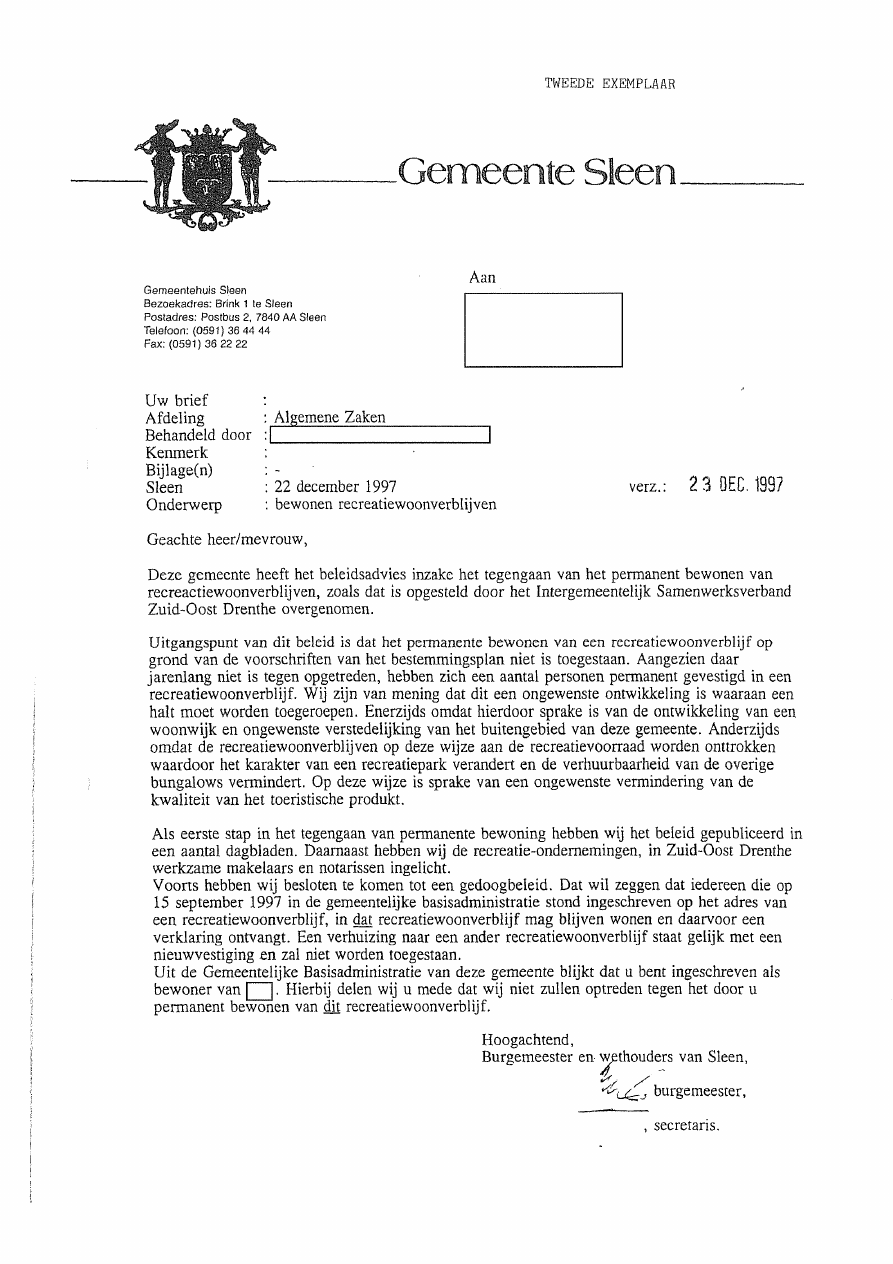 TWEEDE EXEMPLAAR
Gemeente Sleen
Aan
Gemeentehuis Sleen
Bezoekadres: Brink 1 te Sleen
Postadres: Postbus 2, 7840 AA Sleen
Telefoon: (0591) 36 44 44
Fax: (0591) 36 22 22
Uw brief :
Afdeling : Algemene Zaken
Behandeld door :
Kenmerk :
Bijlage(n) : -
Sleen : 22 december 1997 verz.: 23 DEC. 1997
Onderwerp : bewonen recreatiewoonverblijven
Geachte heer/mevrouw,
Deze gemeente heeft het beleidsadvies inzake het tegengaan van het permanent bewonen van
recreactiewoonverblijven, zoals dat is opgesteld door het Intergemeentelijk Samenwerksverband
Zuid-Oost Drenthe overgenomen.
Uitgangspunt van dit beleid is dat het permanente bewonen van een recreatiewoonverblijf op
grond van de voorschriften van het bestemmingsplan niet is toegestaan. Aangezien daar
jarenlang niet is tegen opgetreden, hebben zich een aantal personen permanent gevestigd in een
recreatiewoonverblijf. Wij zijn van mening dat dit een ongewenste ontwikkeling is waaraan een
halt moet worden toegeroepen. Enerzijds omdat hierdoor sprake is van de ontwikkeling van een
woonwijk en ongewenste verstedelijking van het buitengebied van deze gemeente. Anderzijds
omdat de recreatiewoonverblijven op deze wijze aan de recreatievoorraad worden onttrokken
waardoor het karakter van een recreatiepark verandert en de verhuurbaarheid van de overige
bungalows vermindert. Op deze wijze is sprake van een ongewenste vermindering van de
kwaliteit van het toeristische produkt.
Als eerste stap in het tegengaan van permanente bewoning hebben wij het beleid gepubliceerd in
een aantal dagbladen. Daarnaast hebben wij de recreatie-ondernemingen, in Zuid-Oost Drenthe
werkzame makelaars en notarissen ingelicht.
Voorts hebben wij besloten te komen tot een gedoogbeleid. Dat wil zeggen dat iedereen die op
15 september 1997 in de gemeentelijke basisadministratie stond ingeschreven op het adres van
een recreatiewoonverblijf, in dat recreatiewoonverblijf mag blijven wonen en daarvoor een
verklaring ontvangt. Een verhuizing naar een ander recreatiewoonverblijf staat gelijk met een
nieuwvestiging en zal niet worden toegestaan.
Uit de Gemeentelijke Basisadministratie van deze gemeente blijkt dat u bent ingeschreven als
bewoner van . Hierbij delen wij u mede dat wij niet zullen optreden tegen het door u
permanent bewonen van dit recreatiewoonverblijf.
Hoogachtend,
Burgemeester en wethouders van Sleen,
, burgemeester,
, secretaris.